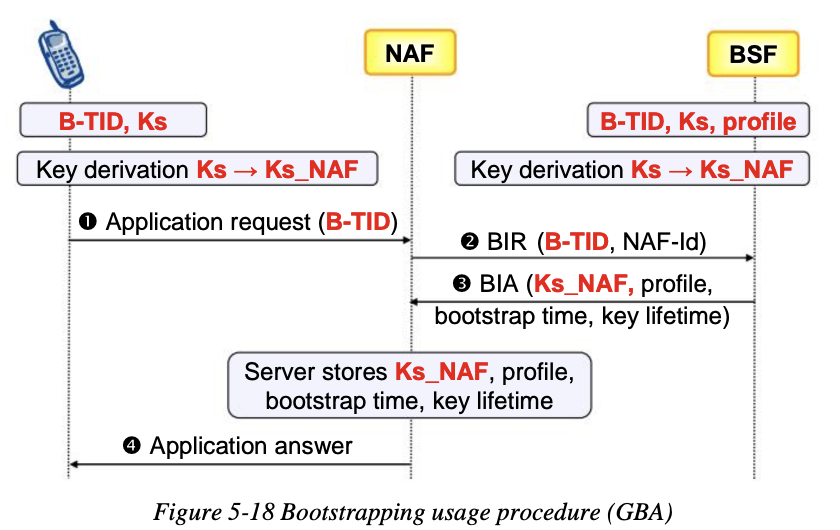 NAF
BSF
B-TID, Ks
B-TID, Ks, profile
Key derivation Ks → Ks_NAF
Key derivation Ks → Ks_NAF
❶ Application request (B-TID)
❷ BIR (B-TID, NAF-Id)
❸ BIA (Ks_NAF, profile,
bootstrap time, key lifetime)
Server stores Ks_NAF, profile,
bootstrap time, key lifetime
❹ Application answer
Figure 5-18 Bootstrapping usage procedure (GBA)